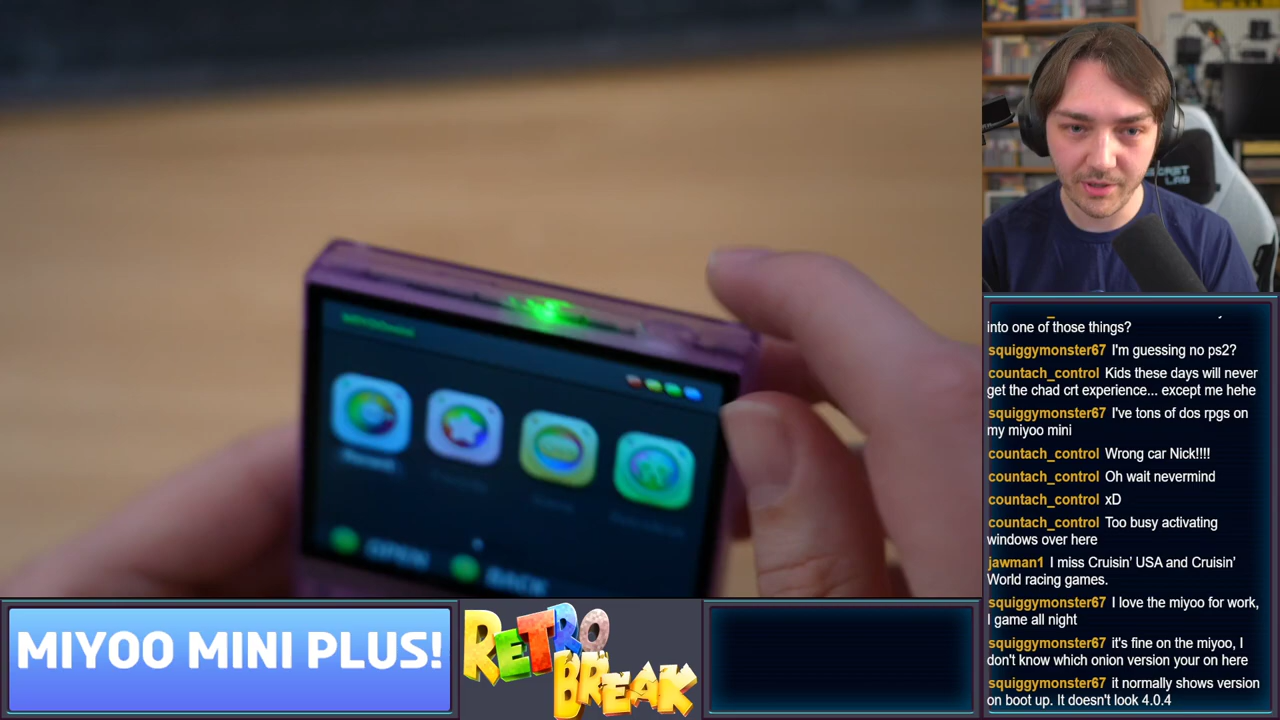 into one of those things?
squiggymonster67 I'm guessing no ps2?
countach_control Kids these days will never
get the chad crt experience... except me hehe
squiggymonster67 I've tons of dos rpgs on
my miyoo mini
countach_control Wrong car Nick!!!!
countach_control Oh wait nevermind
countach_control xD
countach_control Too busy activating
windows over here
jawman1 I miss Cruisin' USA and Cruisin'
World racing games.
squiggymonster67 I love the miyoo for work,
I game all night
squiggymonster67 it's fine on the miyoo, I
don't know which onion version your on here
squiggymonster67 it normally shows version
on boot up. It doesn't look 4.0.4
OPEN
BACK
MIYOO MINI PLUS!
RETRO
BREAK